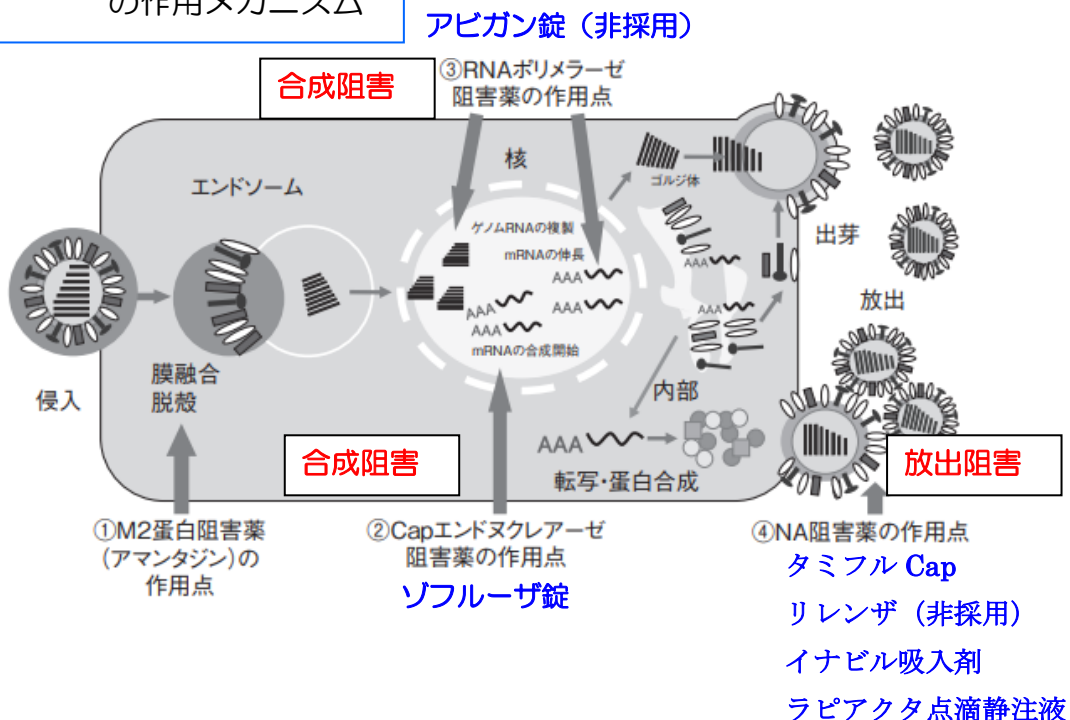 の作用メカニズム
アビガン錠（非採用）
合成阻害
③RNAポリメラーゼ
阻害薬の作用点
核
エンドソーム
ゴルジ体
ゲノムRNAの複製
mRNAの伸長
AAA
AAA
AAA
AAA
AAA
AAA
mRNAの合成開始
出芽
放出
侵入
膜融合
脱殻
内部
AAA
転写・蛋白合成
合成阻害
放出阻害
①M2蛋白阻害薬
(アマンタジン)の
作用点
②Capエンドヌクレアーゼ
阻害薬の作用点
ゾフルーザ錠
④NA阻害薬の作用点
タミフル Cap
リレンザ（非採用）
イナビル吸入剤
ラピアクタ点滴静注液